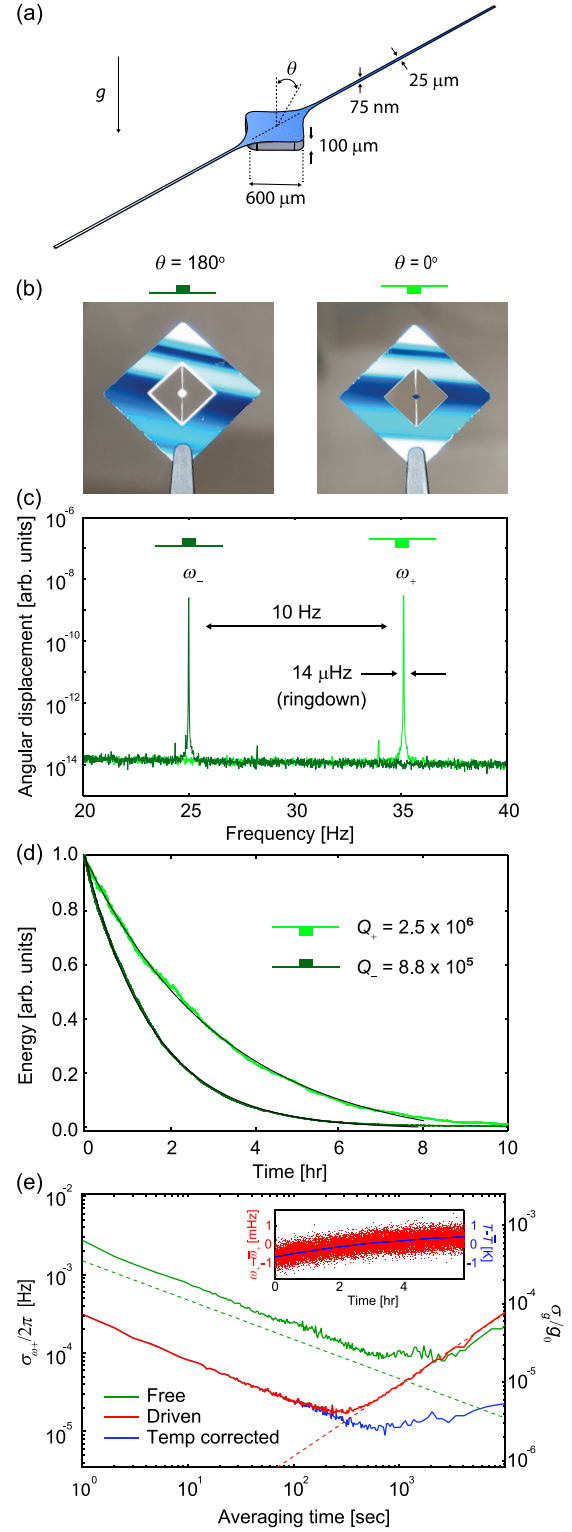 (a)
g
θ
25 μm
75 nm
100 μm
600 μm
θ = 180°
θ = 0°
(b)
(c)
10⁻⁶
10⁻⁸
10⁻¹⁰
10⁻¹²
10⁻¹⁴
Angular displacement [arb. units]
ω₋
ω₊
10 Hz
14 μHz
(ringdown)
20
25
30
35
40
Frequency [Hz]
(d)
1.0
0.8
0.6
0.4
0.2
0.0
Energy [arb. units]
Q₊ = 2.5 x 10⁶
Q₋ = 8.8 x 10⁵
0
2
4
6
8
10
Time [hr]
(e)
10⁻²
10⁻³
10⁻⁴
10⁻⁵
σω₊/2π [Hz]
10⁻³
10⁻⁴
10⁻⁵
10⁻⁶
σg/g₀
ω₊-ω̅₊ [mHz]
1
0
-1
T-T̅ [K]
1
0
-1
0
2
4
Time [hr]
Free
Driven
Temp corrected
10⁰
10¹
10²
10³
Averaging time [sec]